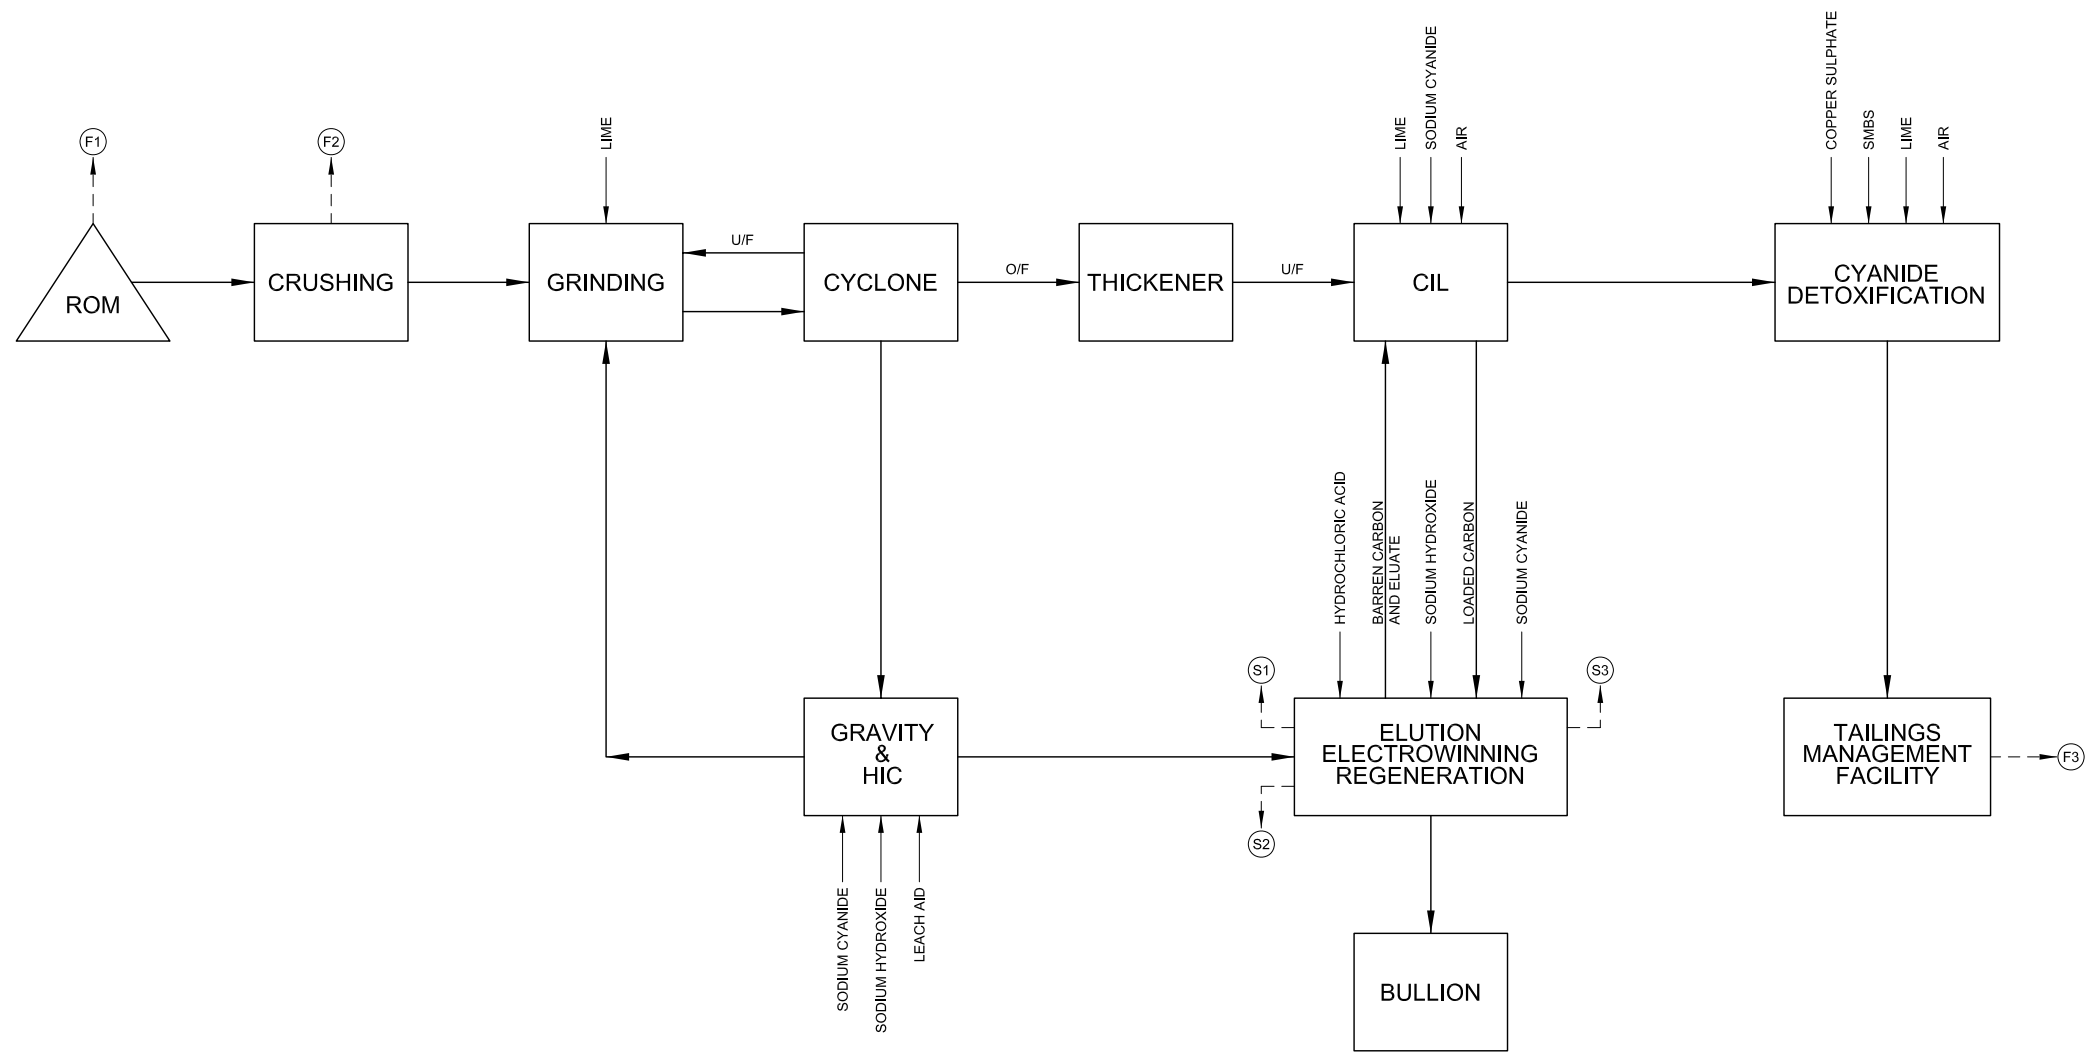 COPPER SULPHATE
SODIUM CYANIDE
F1
F2
LIME
LIME
AIR
SMBS
LIME
AIR
ROM
CRUSHING
GRINDING
U/F
CYCLONE
O/F
THICKENER
U/F
CIL
CYANIDE
DETOXIFICATION
HYDROCHLORIC ACID
BARREN CARBON
AND ELUATE
SODIUM HYDROXIDE
LOADED CARBON
SODIUM CYANIDE
S1
S3
GRAVITY
&
HIC
ELUTION
ELECTROWINNING
REGENERATION
TAILINGS
MANAGEMENT
FACILITY
F3
S2
SODIUM CYANIDE
SODIUM HYDROXIDE
LEACH AID
BULLION